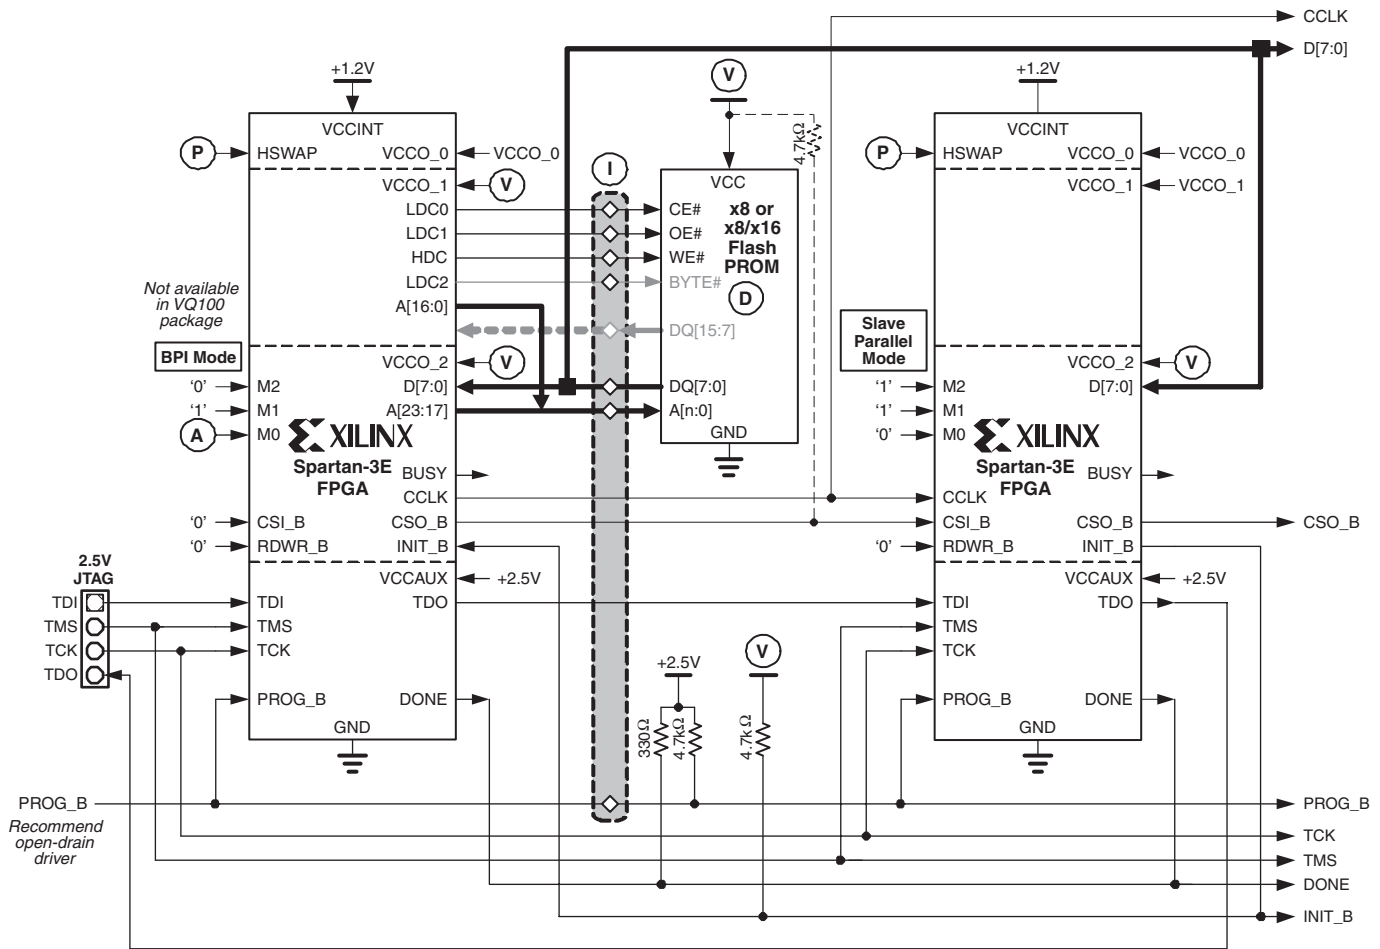 CCLK
D[7:0]
+1.2V
V
+1.2V
4.7kΩ
VCCINT
P
HSWAP
VCCO_0
VCCO_0
VCCO_1
V
LDC0
LDC1
HDC
LDC2
A[16:0]
Not available
in VQ100
package
BPI Mode
VCCO_2
V
‘0’
M2
D[7:0]
‘1’
M1
A[23:17]
A
M0
XILINX
Spartan-3E
FPGA
BUSY
CCLK
‘0’
CSI_B
CSO_B
‘0’
RDWR_B
INIT_B
VCCAUX
+2.5V
2.5V
JTAG
TDI
TMS
TCK
TDO
TDI
TDO
TMS
TCK
PROG_B
DONE
GND
I
VCC
CE#
OE#
WE#
BYTE#
DQ[15:7]
DQ[7:0]
A[n:0]
GND
x8 or
x8/x16
Flash
PROM
D
VCCINT
P
HSWAP
VCCO_0
VCCO_0
VCCO_1
VCCO_1
Slave
Parallel
Mode
VCCO_2
V
‘1’
M2
D[7:0]
‘1’
M1
‘0’
M0
XILINX
Spartan-3E
FPGA
BUSY
CCLK
CSI_B
CSO_B
CSO_B
‘0’
RDWR_B
INIT_B
VCCAUX
+2.5V
TDI
TDO
TMS
TCK
PROG_B
DONE
GND
+2.5V
V
330Ω
4.7kΩ
4.7kΩ
PROG_B
Recommend
open-drain
driver
PROG_B
TCK
TMS
DONE
INIT_B